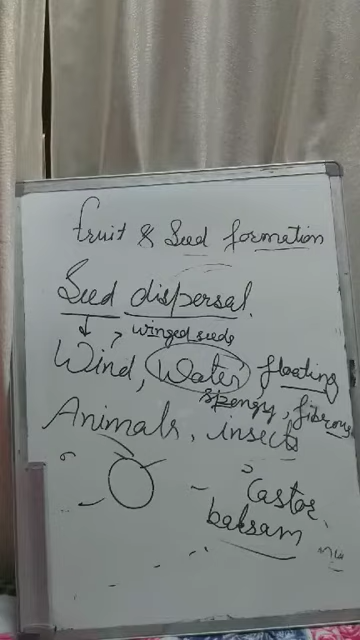 Fruit & Seed formation
Seed dispersal.
winged seeds
Wind, Water floating
spongy, fibrous
Animals, insects
Castor,
balsam